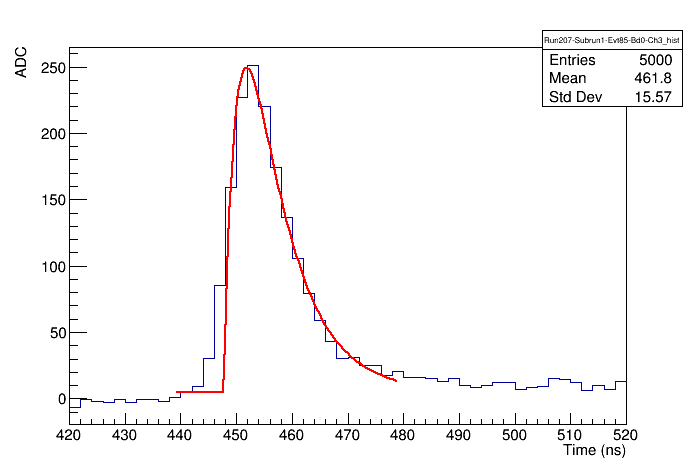 Run207-Subrun1-Evt85-Bd0-Ch3_hist
Entries 5000
Mean 461.8
Std Dev 15.57
ADC
250
200
150
100
50
0
420 430 440 450 460 470 480 490 500 510 520
Time (ns)